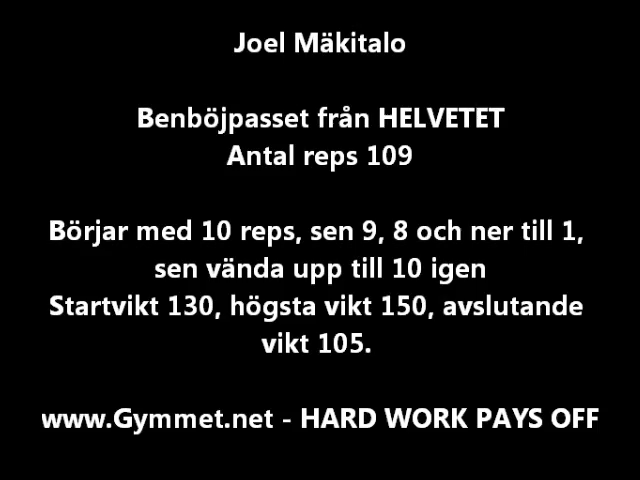 Joel Mäkitalo
Benböjpasset från HELVETET
Antal reps 109
Börjar med 10 reps, sen 9, 8 och ner till 1,
sen vända upp till 10 igen
Startvikt 130, högsta vikt 150, avslutande
vikt 105.
www.Gymmet.net - HARD WORK PAYS OFF